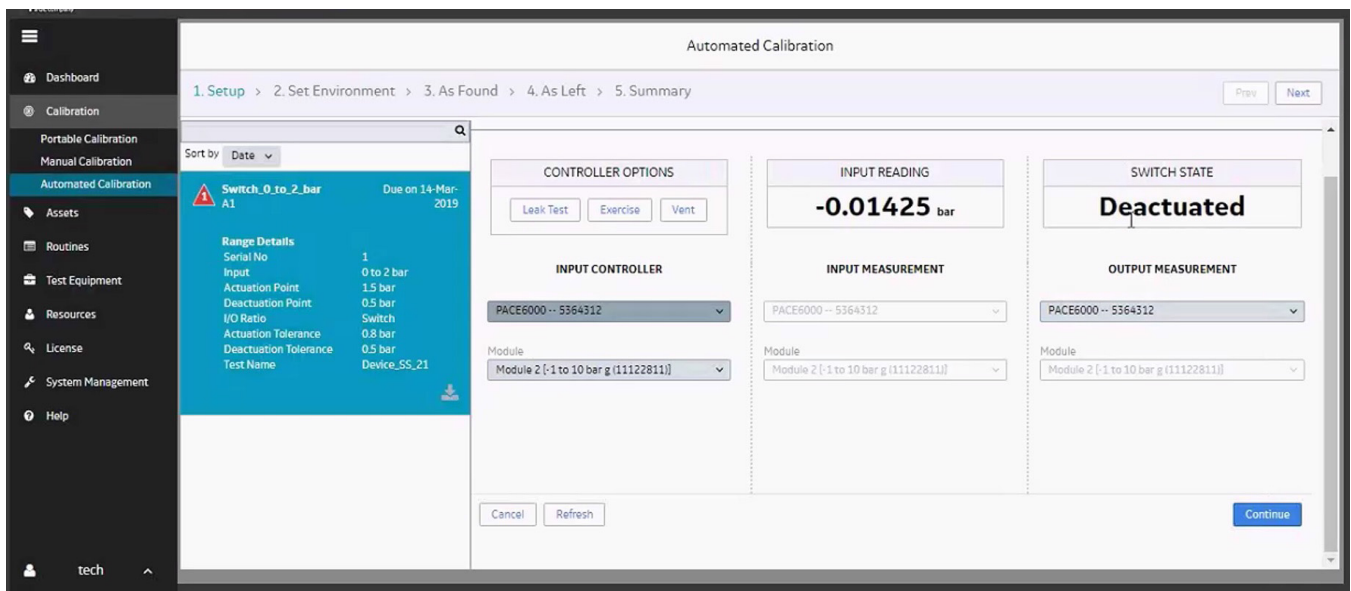 Automated Calibration
Dashboard
Calibration
Portable Calibration
Manual Calibration
Automated Calibration
Assets
Routines
Test Equipment
Resources
License
System Management
Help
tech
1. Setup > 2. Set Environment > 3. As Found > 4. As Left > 5. Summary
Prev Next
Sort by Date
1 Switch_0_to_2_bar Due on 14-Mar-
A1 2019
Range Details
Serial No 1
Input 0 to 2 bar
Actuation Point 1.5 bar
Deactuation Point 0.5 bar
I/O Ratio Switch
Actuation Tolerance 0.8 bar
Deactuation Tolerance 0.5 bar
Test Name Device_SS_21
CONTROLLER OPTIONS
Leak Test Exercise Vent
INPUT CONTROLLER
PACE6000 -- 5364312
Module
Module 2 [-1 to 10 bar g (11122811)]
INPUT READING
-0.01425 bar
INPUT MEASUREMENT
PACE6000 -- 5364312
Module
Module 2 [-1 to 10 bar g (11122811)]
SWITCH STATE
Deactuated
OUTPUT MEASUREMENT
PACE6000 -- 5364312
Module
Module 2 [-1 to 10 bar g (11122811)]
Cancel Refresh
Continue